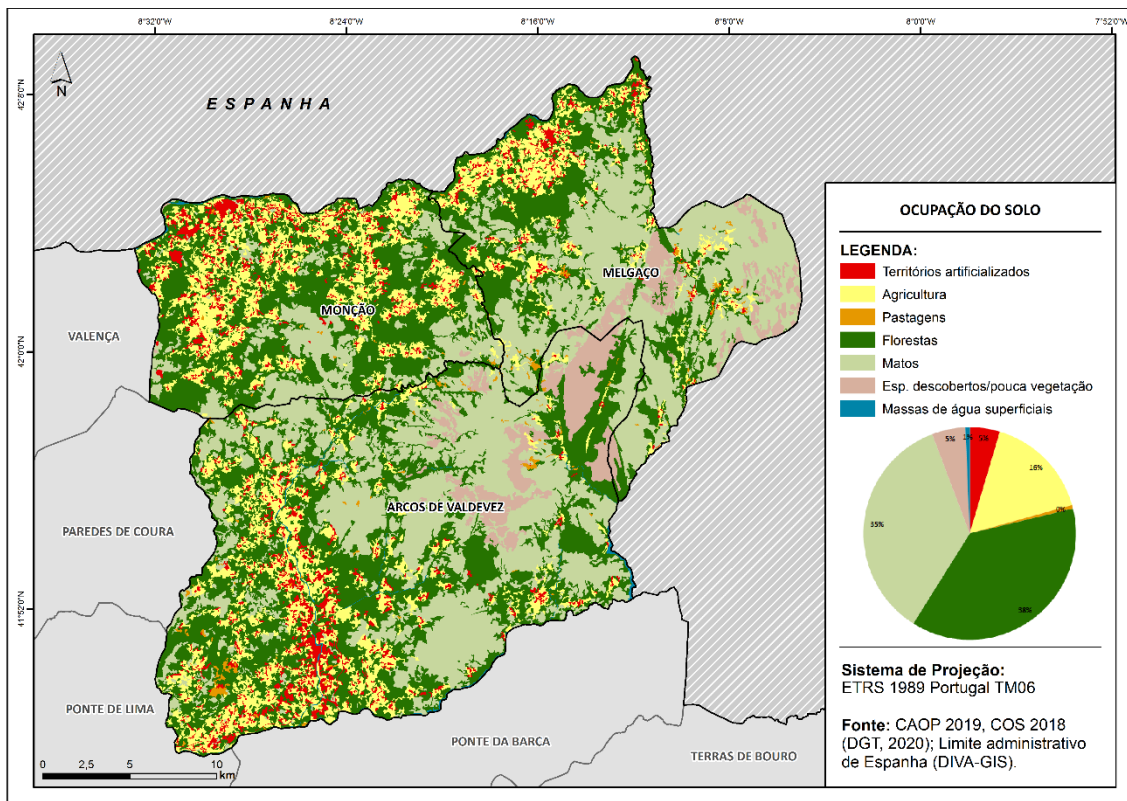 8°32'0"W
8°24'0"W
8°16'0"W
8°8'0"W
8°0'0"W
7°52'0"W
42°8'0"N
42°0'0"N
41°52'0"N
N
ESPANHA
MELGAÇO
MONÇÃO
VALENÇA
ARCOS DE VALDEVEZ
PAREDES DE COURA
PONTE DE LIMA
PONTE DA BARCA
TERRAS DE BOURO
0 2,5 5 10
km
OCUPAÇÃO DO SOLO
LEGENDA:
Territórios artificializados
Agricultura
Pastagens
Florestas
Matos
Esp. descobertos/pouca vegetação
Massas de água superficiais
5%
1%
5%
16%
0%
35%
38%
Sistema de Projeção:
ETRS 1989 Portugal TM06
Fonte: CAOP 2019, COS 2018
(DGT, 2020); Limite administrativo
de Espanha (DIVA-GIS).